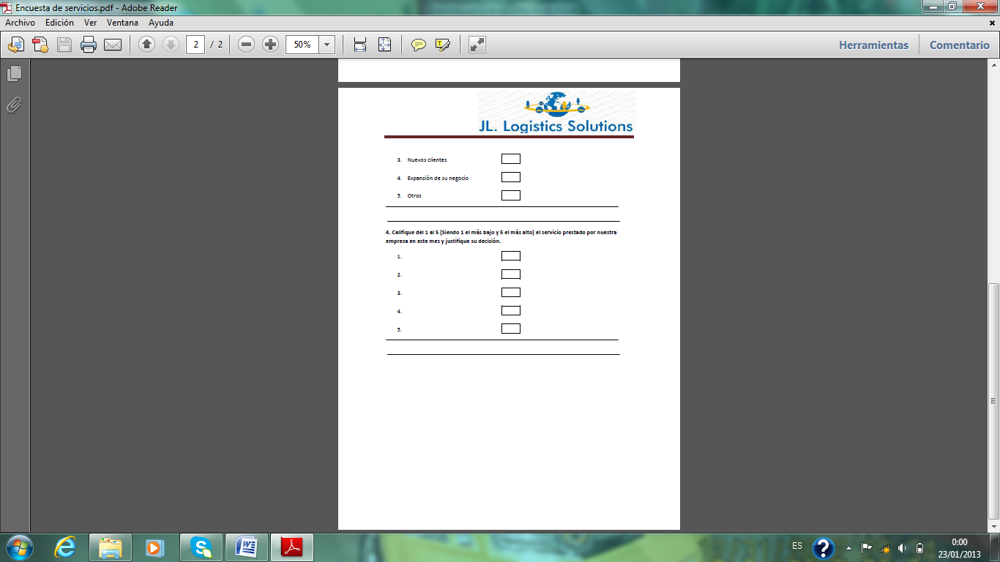 Encuesta de servicios.pdf - Adobe Reader
Archivo Edición Ver Ventana Ayuda
2 / 2 50% Herramientas Comentario
JL. Logistics Solutions
3. Nuevos clientes
4. Expansión de su negocio
5. Otros
4. Califique del 1 al 5 (Siendo 1 el más bajo y 5 el más alto) el servicio prestado por nuestra
empresa en este mes y justifique su decisión.
1.
2.
3.
4.
5.
ES
0:00
23/01/2013